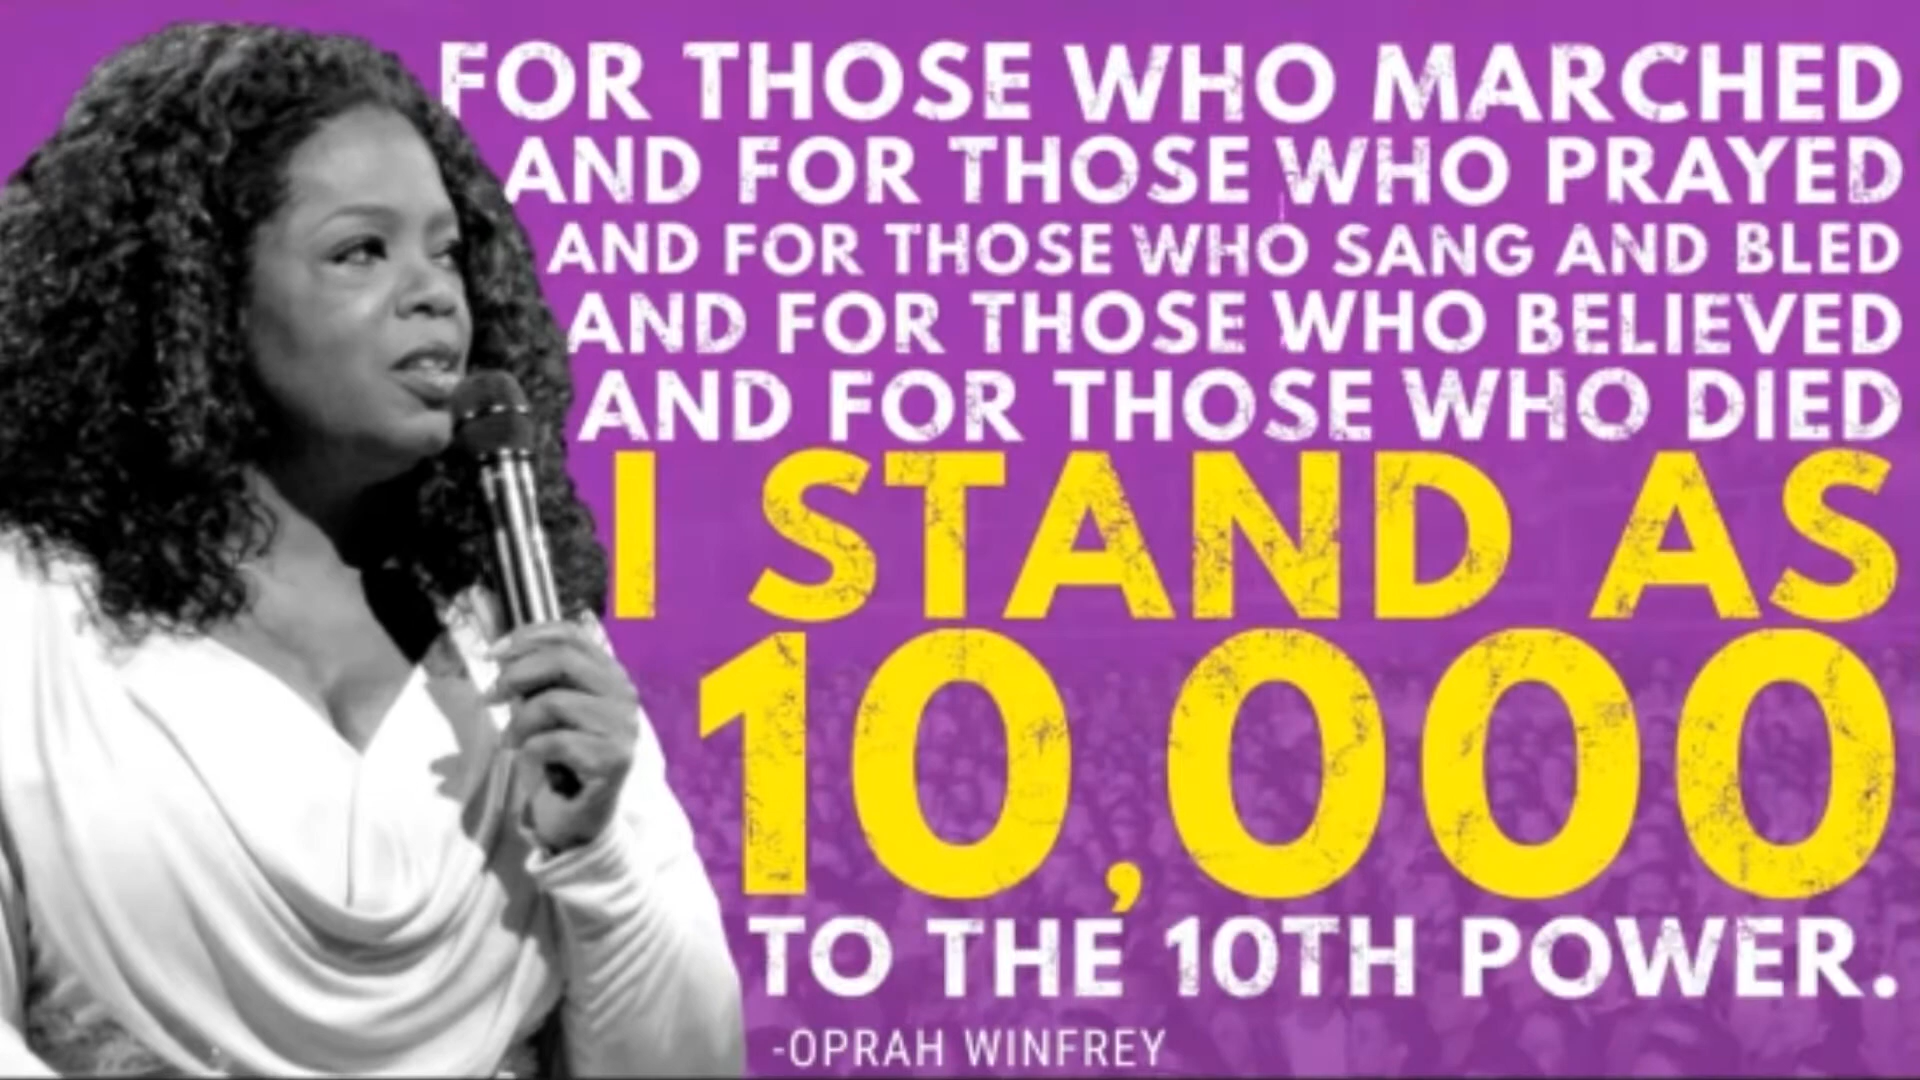 FOR THOSE WHO MARCHED
AND FOR THOSE WHO PRAYED
AND FOR THOSE WHO SANG AND BLED
AND FOR THOSE WHO BELIEVED
AND FOR THOSE WHO DIED
I STAND AS
10,000
TO THE 10TH POWER.
-OPRAH WINFREY